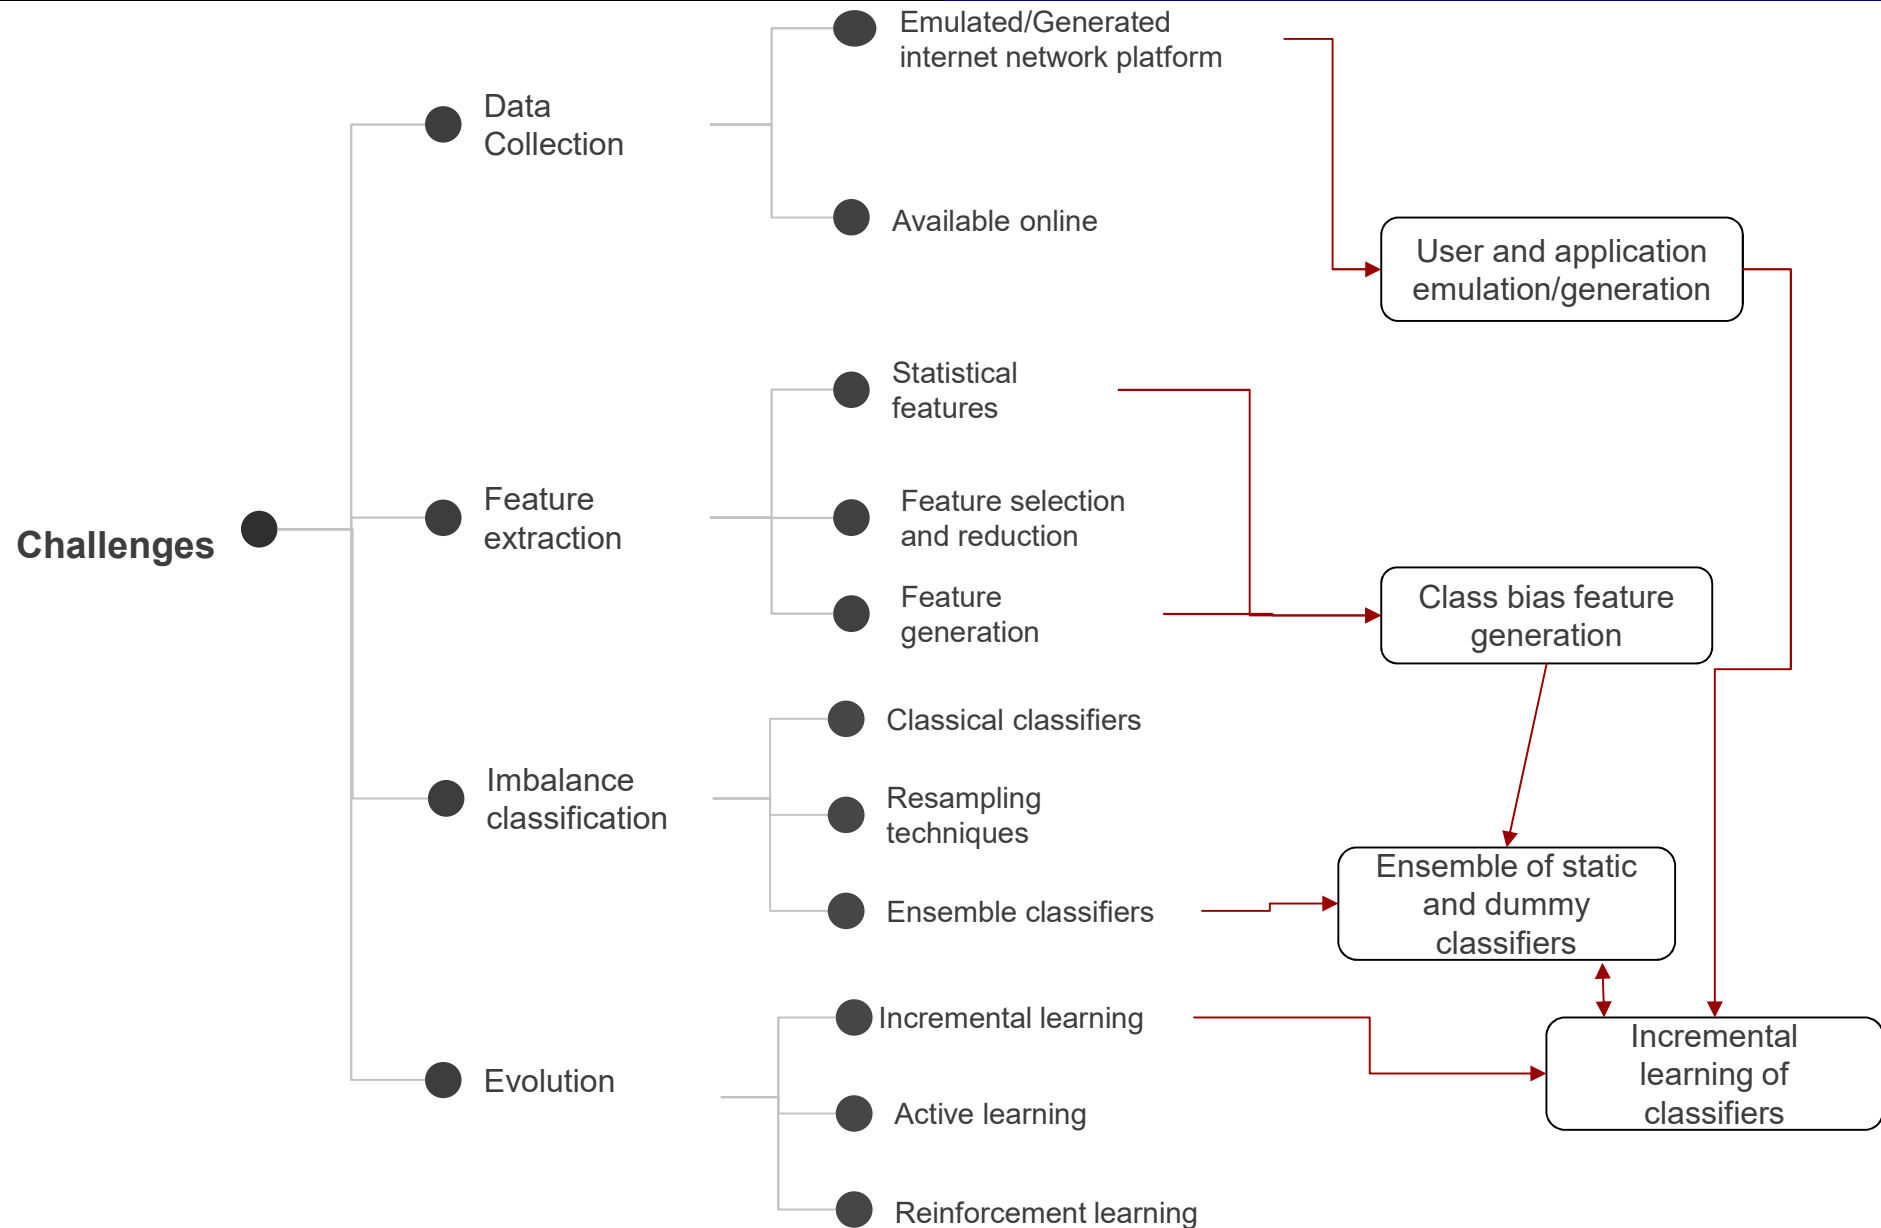 Challenges
Data
Collection
Emulated/Generated
internet network platform
Available online
User and application
emulation/generation
Feature
extraction
Statistical
features
Feature selection
and reduction
Feature
generation
Class bias feature
generation
Imbalance
classification
Classical classifiers
Resampling
techniques
Ensemble classifiers
Ensemble of static
and dummy
classifiers
Evolution
Incremental learning
Active learning
Reinforcement learning
Incremental
learning of
classifiers